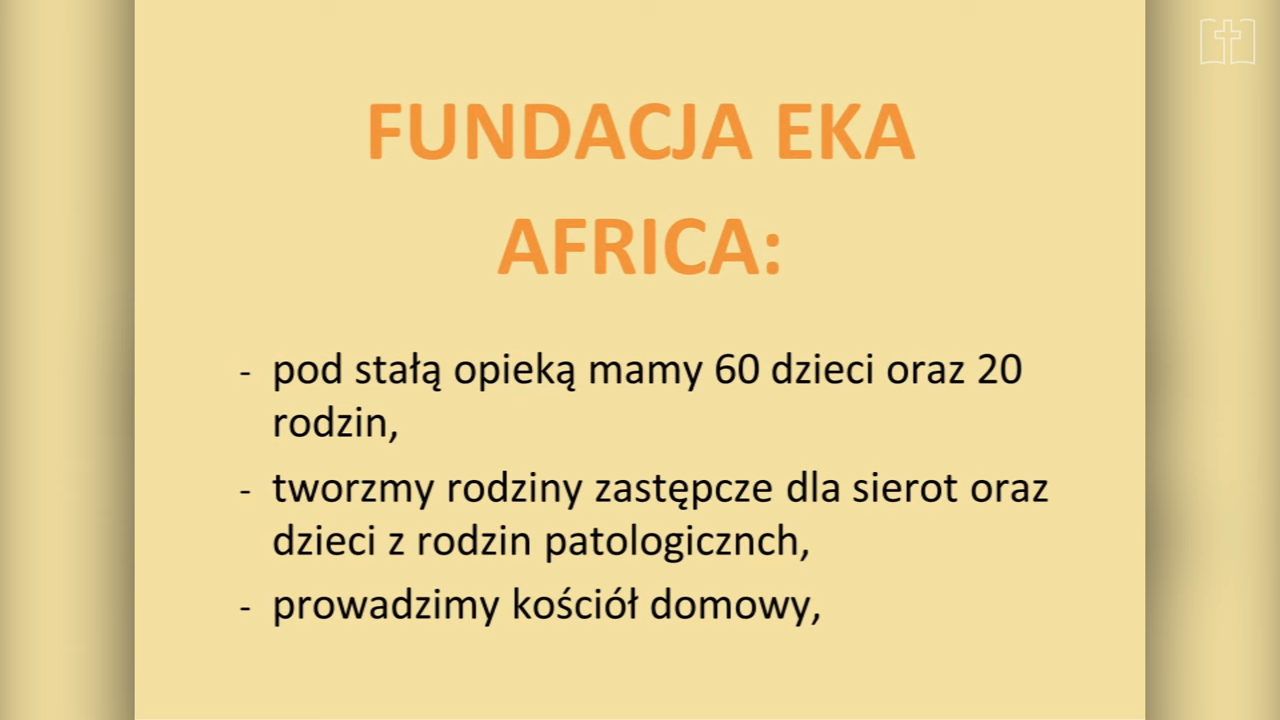 FUNDACJA EKA
AFRICA:
- pod stałą opieką mamy 60 dzieci oraz 20
rodzin,
- tworzmy rodziny zastępcze dla sierot oraz
dzieci z rodzin patologicznch,
- prowadzimy kościół domowy,